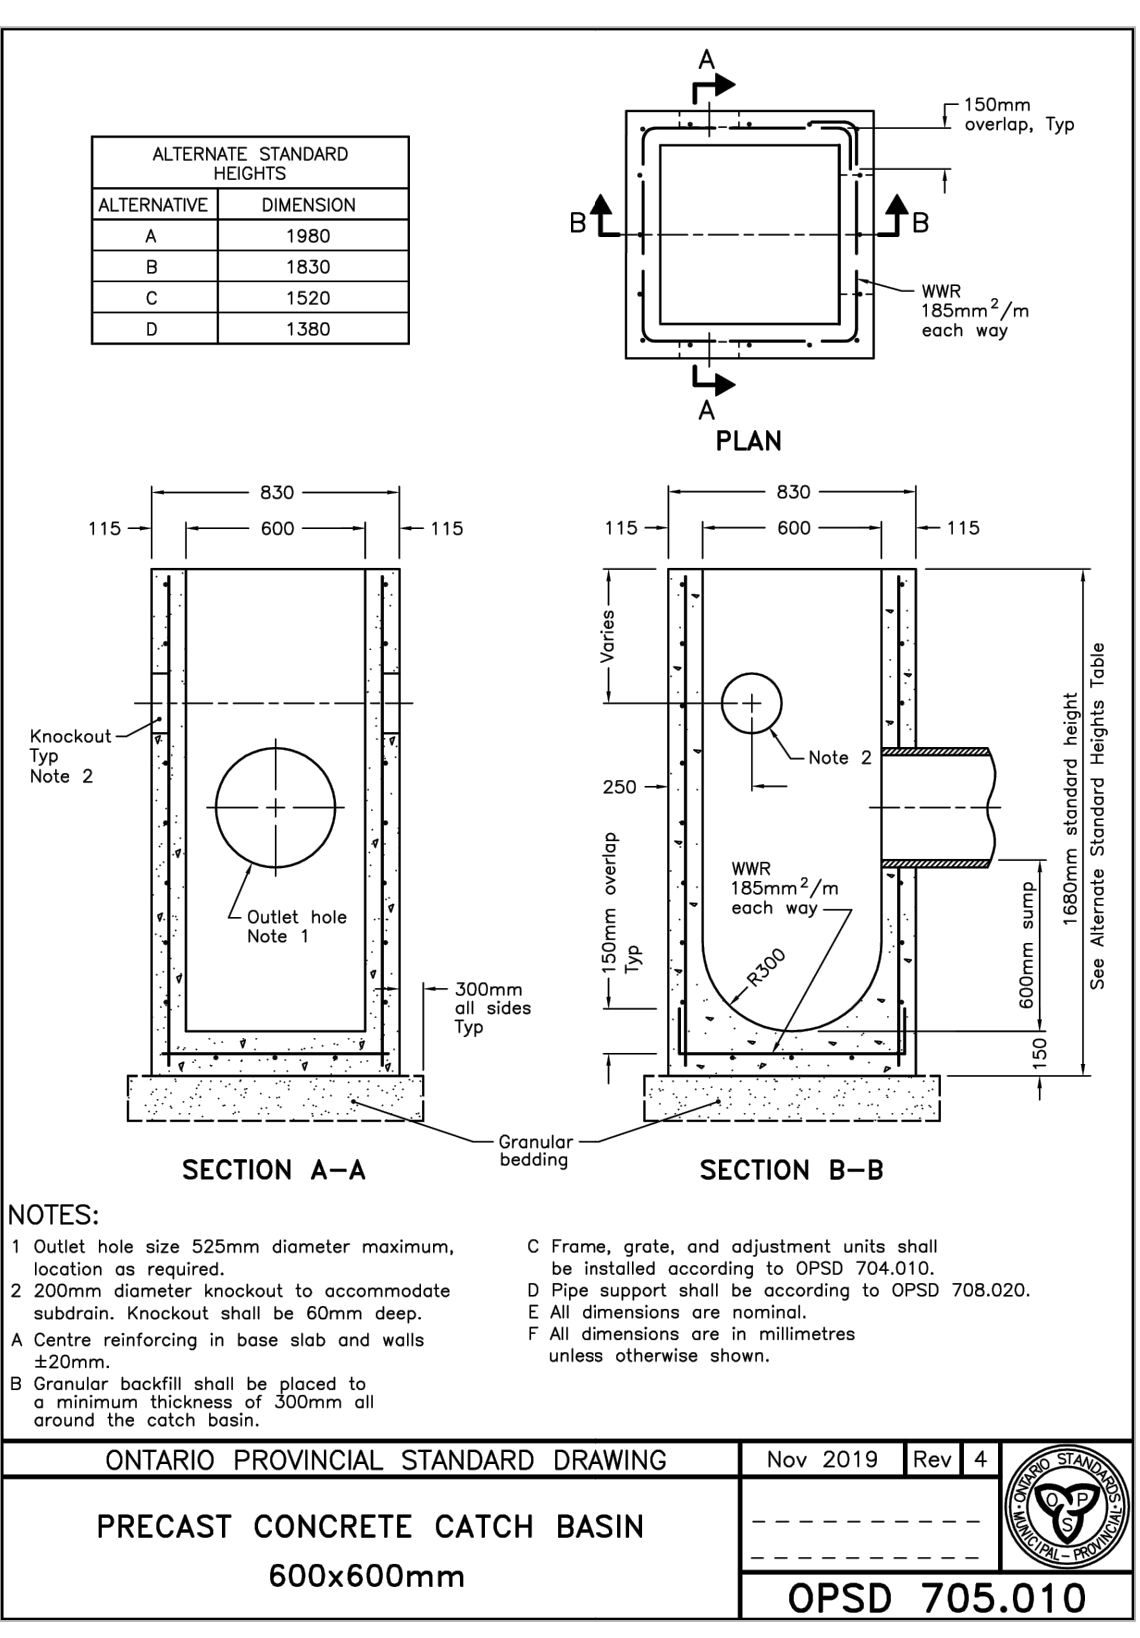 ALTERNATE STANDARD
HEIGHTS
ALTERNATIVE DIMENSION
A 1980
B 1830
C 1520
D 1380
A
150mm
overlap, Typ
B
B
WWR
185mm²/m
each way
A
PLAN
830
115 600 115
Knockout
Typ
Note 2
Outlet hole
Note 1
300mm
all sides
Typ
SECTION A-A
830
115 600 115
Varies
Note 2
250
150mm overlap
Typ
WWR
185mm²/m
each way
R300
600mm sump
150
1680mm standard height
See Alternate Standard Heights Table
Granular
bedding
SECTION B-B
NOTES:
1 Outlet hole size 525mm diameter maximum,
location as required.
2 200mm diameter knockout to accommodate
subdrain. Knockout shall be 60mm deep.
A Centre reinforcing in base slab and walls
±20mm.
B Granular backfill shall be placed to
a minimum thickness of 300mm all
around the catch basin.
C Frame, grate, and adjustment units shall
be installed according to OPSD 704.010.
D Pipe support shall be according to OPSD 708.020.
E All dimensions are nominal.
F All dimensions are in millimetres
unless otherwise shown.
ONTARIO PROVINCIAL STANDARD DRAWING
Nov 2019 Rev 4
PRECAST CONCRETE CATCH BASIN
600x600mm
ONTARIO STANDARDS
MUNICIPAL-PROVINCIAL
O P S
OPSD 705.010